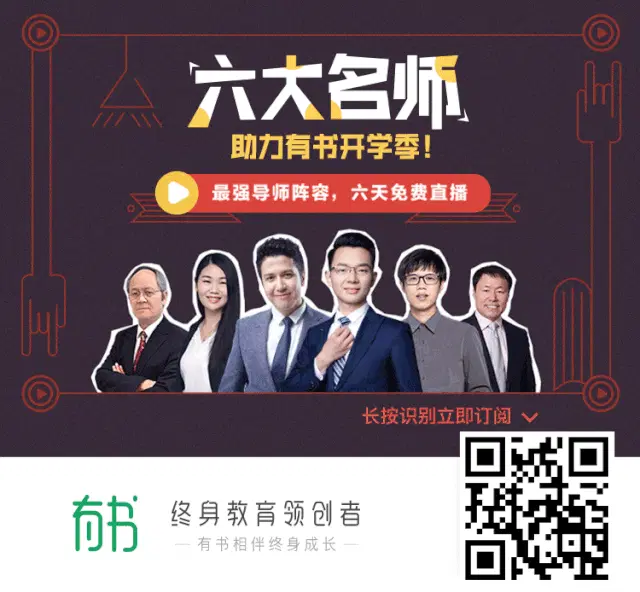 六大名师
助力有书开学季!
最强导师阵容,六天免费直播
长按识别立即订阅
有书
终身教育领创者
有书相伴终身成长